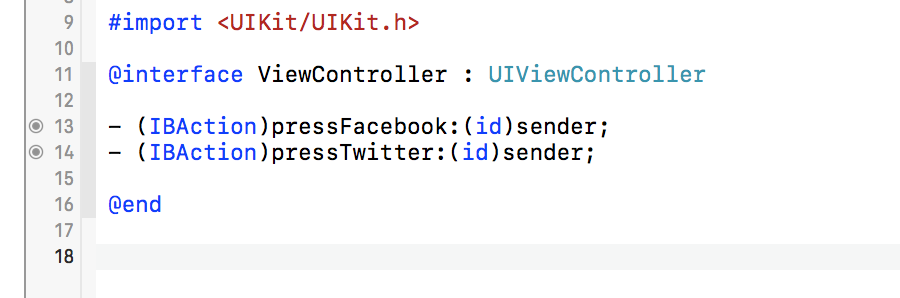 9 #import <UIKit/UIKit.h>
10
11 @interface ViewController : UIViewController
12
13 - (IBAction)pressFacebook:(id)sender;
14 - (IBAction)pressTwitter:(id)sender;
15
16 @end
17
18